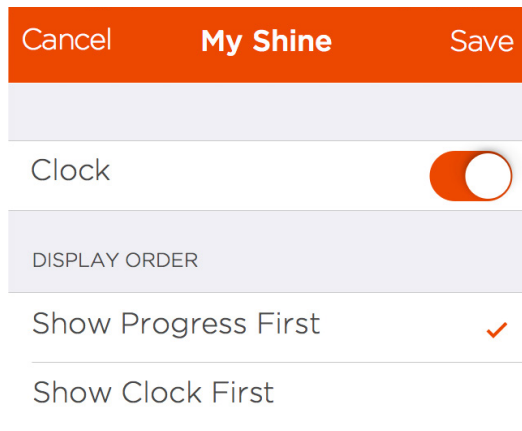 Cancel My Shine Save
Clock
DISPLAY ORDER
Show Progress First
Show Clock First